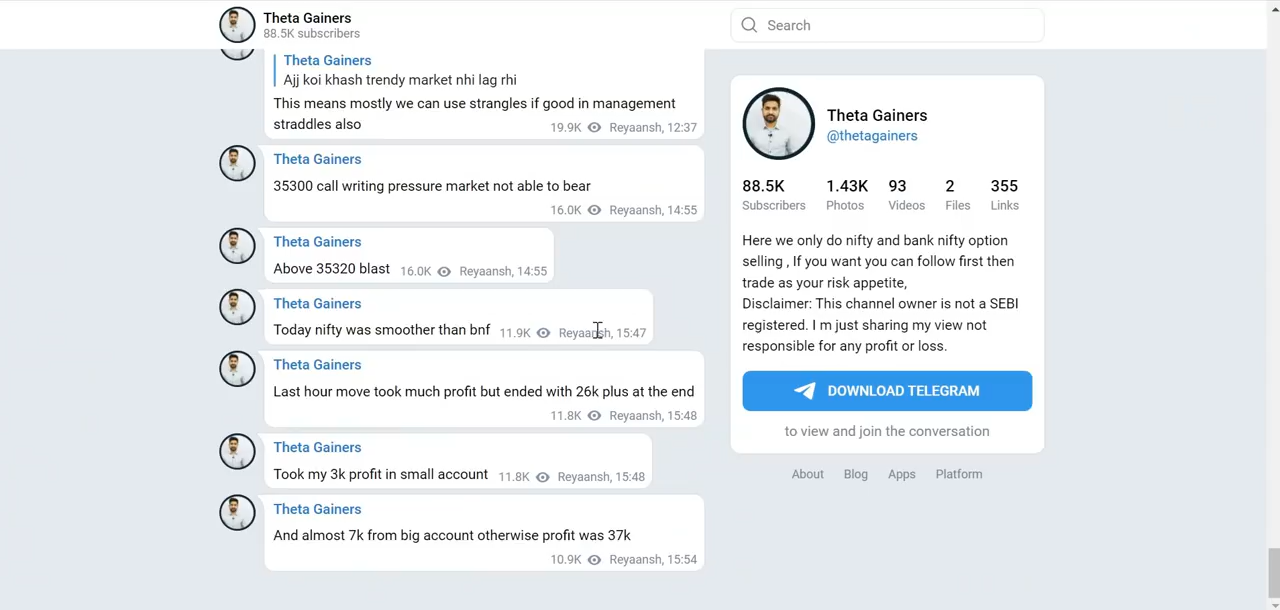 Theta Gainers
88.5K subscribers
Search
Theta Gainers
Ajj koi khash trendy market nhi lag rhi
This means mostly we can use strangles if good in management
straddles also
19.9K Reyaansh, 12:37
Theta Gainers
35300 call writing pressure market not able to bear
16.0K Reyaansh, 14:55
Theta Gainers
Above 35320 blast 16.0K Reyaansh, 14:55
Theta Gainers
Today nifty was smoother than bnf 11.9K Reyaansh, 15:47
Theta Gainers
Last hour move took much profit but ended with 26k plus at the end
11.8K Reyaansh, 15:48
Theta Gainers
Took my 3k profit in small account 11.8K Reyaansh, 15:48
Theta Gainers
And almost 7k from big account otherwise profit was 37k
10.9K Reyaansh, 15:54
Theta Gainers
@thetagainers
88.5K 1.43K 93 2 355
Subscribers Photos Videos Files Links
Here we only do nifty and bank nifty option
selling , If you want you can follow first then
trade as your risk appetite,
Disclaimer: This channel owner is not a SEBI
registered. I m just sharing my view not
responsible for any profit or loss.
DOWNLOAD TELEGRAM
to view and join the conversation
About Blog Apps Platform